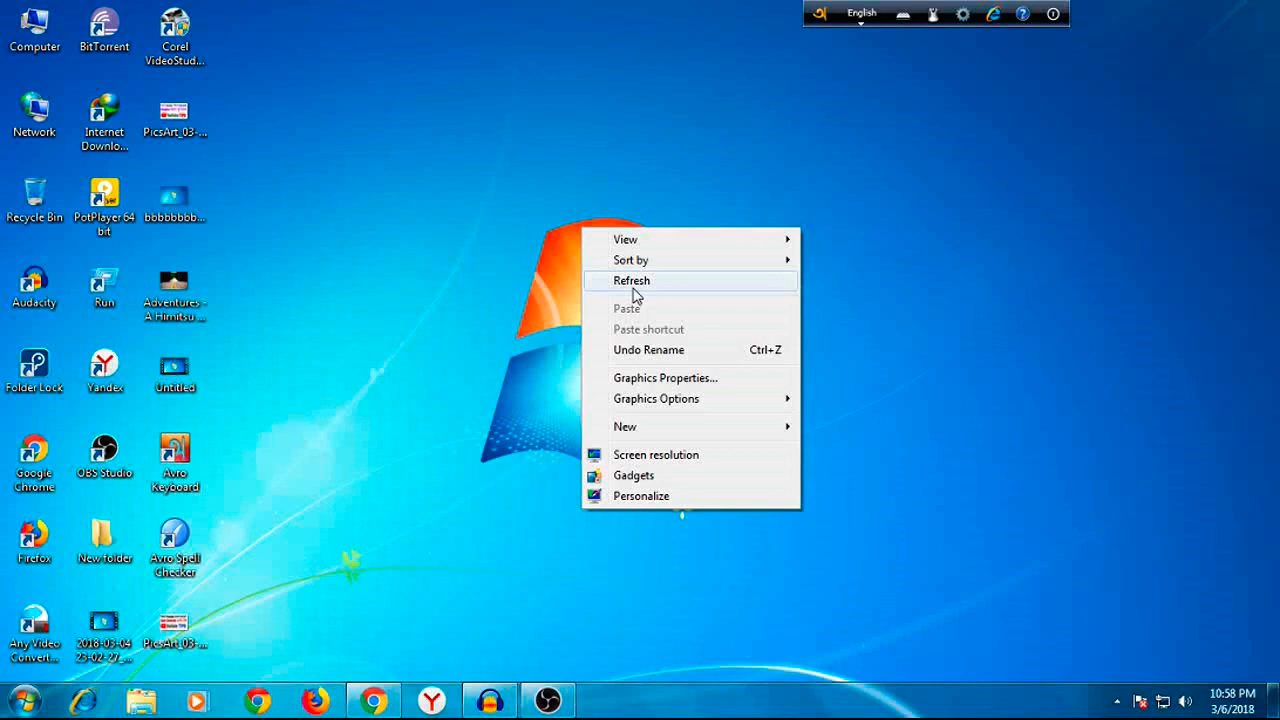 English
Computer
BitTorrent
Corel
VideoStud...
Network
Internet
Downlo...
PicsArt_03-...
Recycle Bin
PotPlayer 64
bit
bbbbbbbb...
Audacity
Run
Adventures -
A Himitsu ...
Folder Lock
Yandex
Untitled
Google
Chrome
OBS Studio
Avro
Keyboard
Firefox
New folder
Avro Spell
Checker
Any Video
Convert...
2018-03-04
23-02-27_...
PicsArt_03-...
View
Sort by
Refresh
Paste
Paste shortcut
Undo Rename Ctrl+Z
Graphics Properties...
Graphics Options
New
Screen resolution
Gadgets
Personalize
10:58 PM
3/6/2018